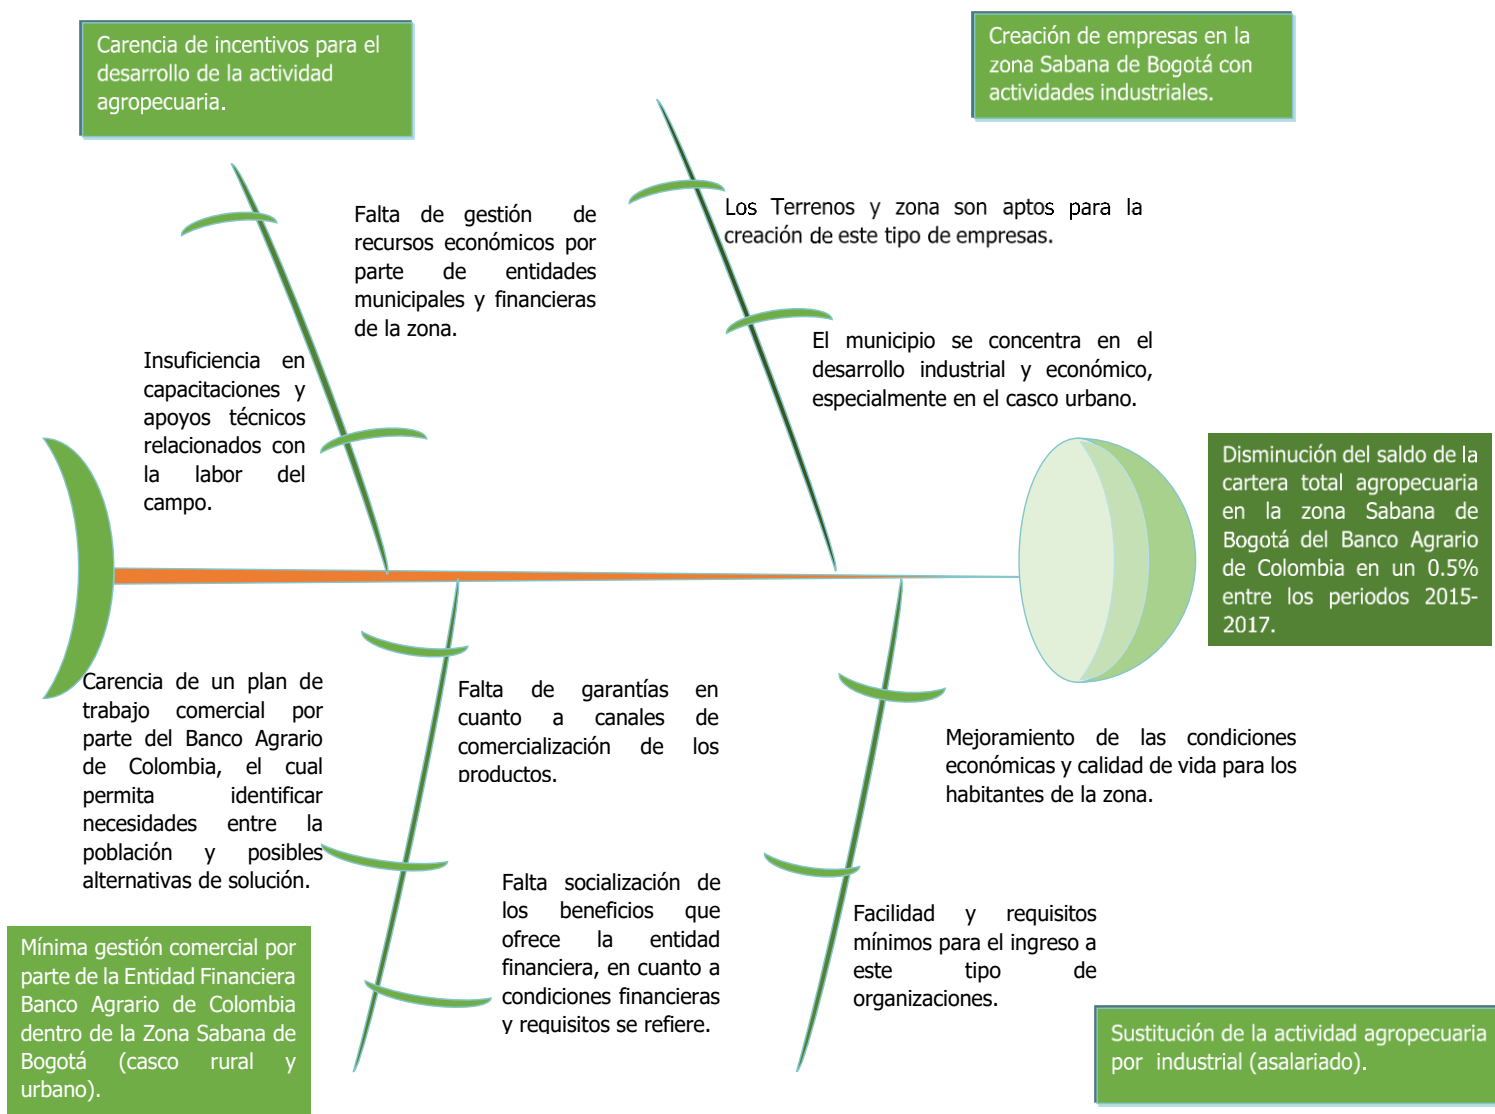 Carencia de incentivos para el
desarrollo de la actividad
agropecuaria.
Creación de empresas en la
zona Sabana de Bogotá con
actividades industriales.
Falta de gestión de
recursos económicos por
parte de entidades
municipales y financieras
de la zona.
Los Terrenos y zona son aptos para la
creación de este tipo de empresas.
Insuficiencia en
capacitaciones y
apoyos técnicos
relacionados con
la labor del
campo.
El municipio se concentra en el
desarrollo industrial y económico,
especialmente en el casco urbano.
Disminución del saldo de la
cartera total agropecuaria
en la zona Sabana de
Bogotá del Banco Agrario
de Colombia en un 0.5%
entre los periodos 2015-
2017.
Carencia de un plan de
trabajo comercial por
parte del Banco Agrario
de Colombia, el cual
permita identificar
necesidades entre la
población y posibles
alternativas de solución.
Falta de garantías en
cuanto a canales de
comercialización de los
productos.
Mejoramiento de las condiciones
económicas y calidad de vida para los
habitantes de la zona.
Falta socialización de
los beneficios que
ofrece la entidad
financiera, en cuanto a
condiciones financieras
y requisitos se refiere.
Facilidad y requisitos
mínimos para el ingreso a
este tipo de
organizaciones.
Mínima gestión comercial por
parte de la Entidad Financiera
Banco Agrario de Colombia
dentro de la Zona Sabana de
Bogotá (casco rural y
urbano).
Sustitución de la actividad agropecuaria
por industrial (asalariado).